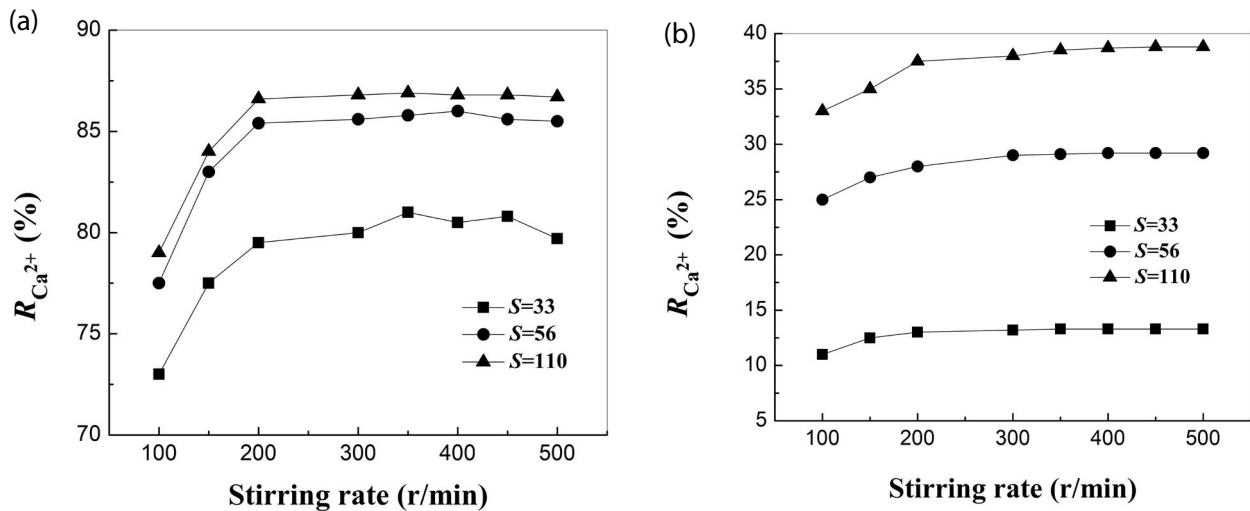 (a)
90
85
80
75
70
R_Ca²⁺ (%)
S=33
S=56
S=110
100 200 300 400 500
Stirring rate (r/min)
(b)
40
35
30
25
20
15
10
5
R_Ca²⁺ (%)
S=33
S=56
S=110
100 200 300 400 500
Stirring rate (r/min)